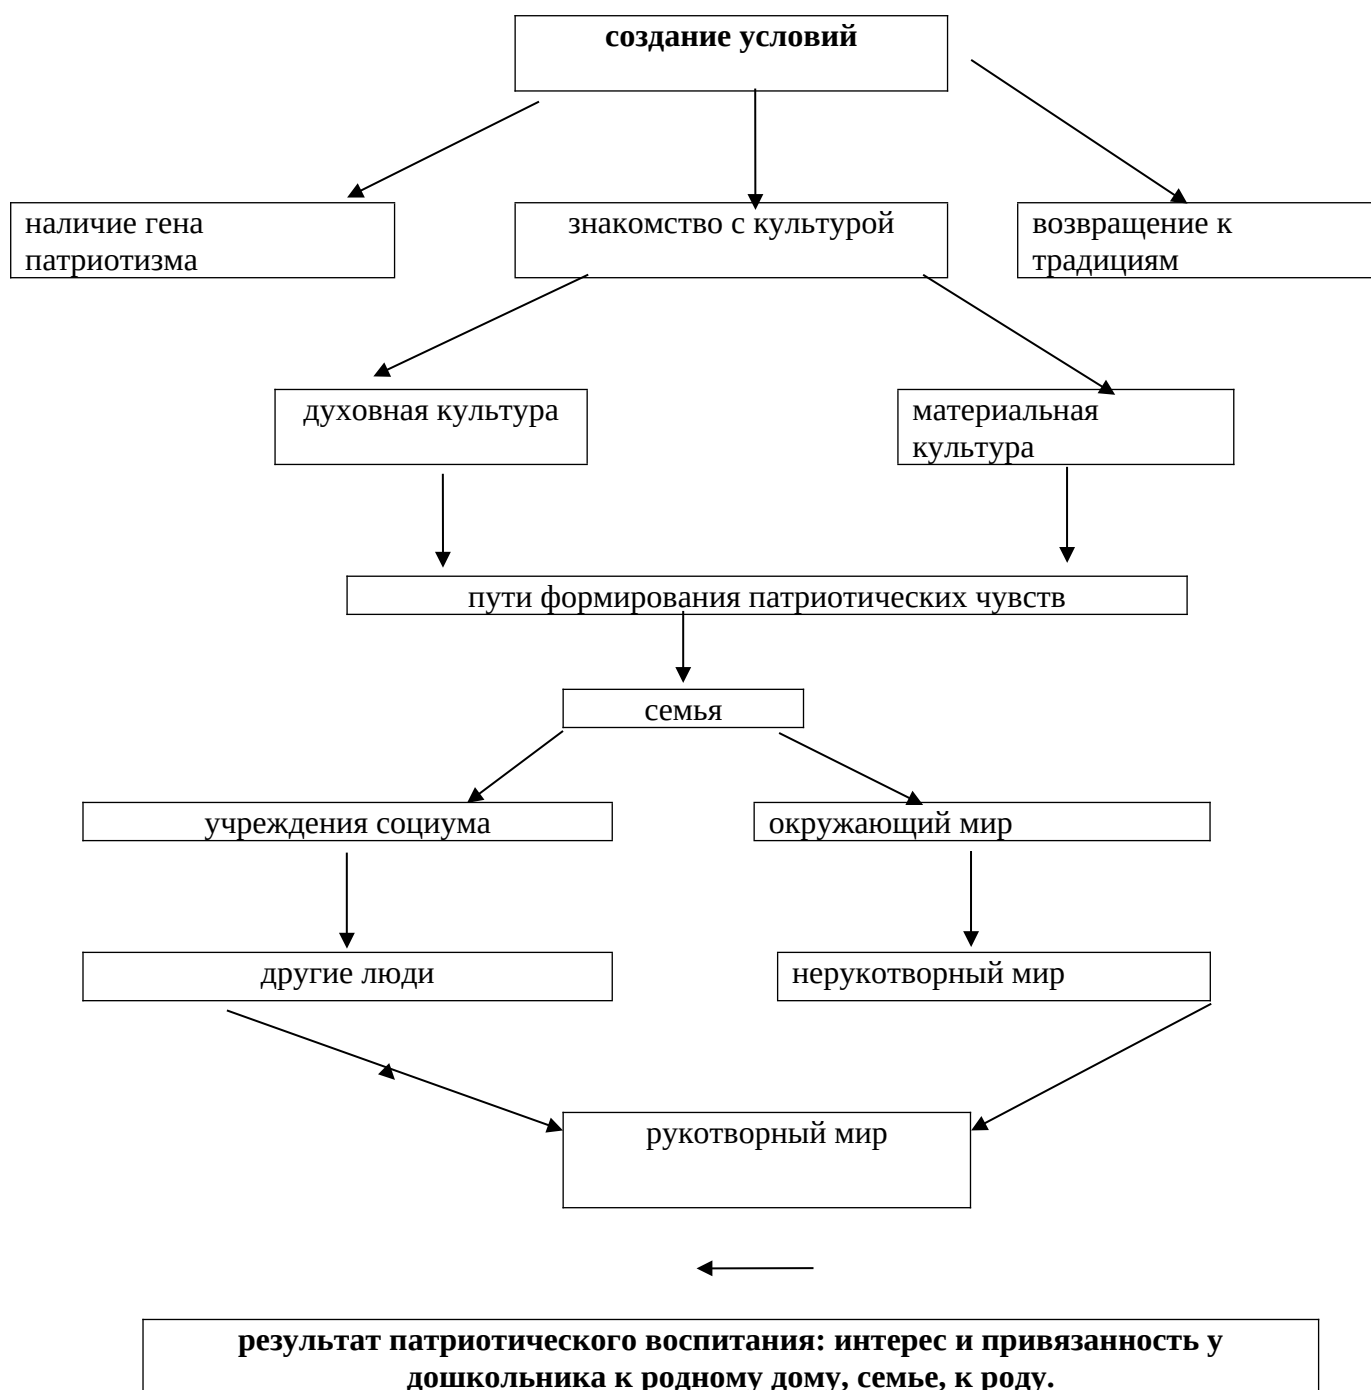 создание условий
наличие гена
патриотизма
знакомство с культурой
возвращение к
традициям
духовная культура
материальная
культура
пути формирования патриотических чувств
семья
учреждения социума
окружающий мир
другие люди
нерукотворный мир
рукотворный мир
результат патриотического воспитания: интерес и привязанность у
дошкольника к родному дому, семье, к роду.